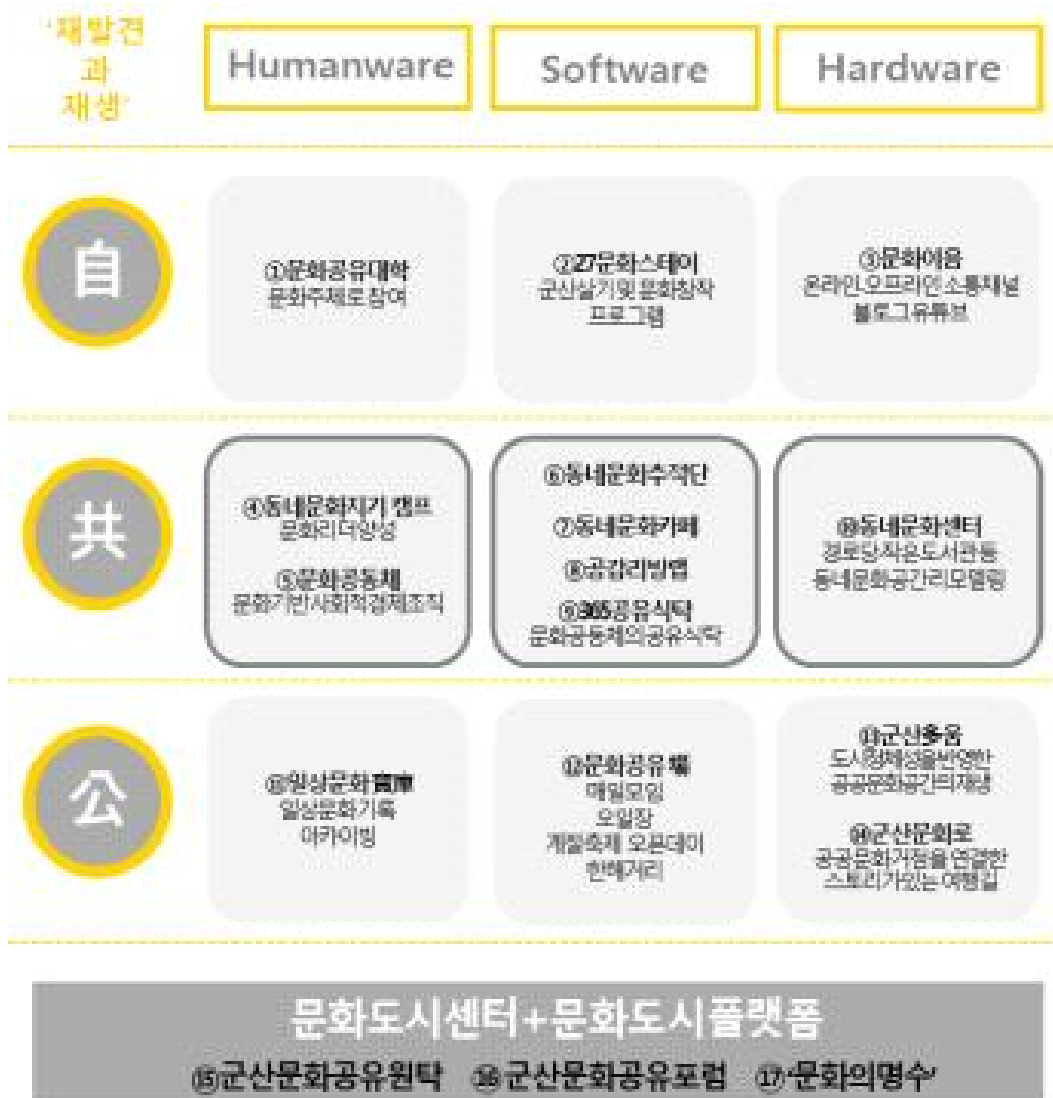 '재발견
과
재생'
Humanware
Software
Hardware
自
①문화공유대학
문화주제로 참여
②Z7문화스테이
군산살기 및 문화창작
프로그램
③문화이음
온라인 오프라인 소통채널
블로그 유튜브
共
④동네문화지기 캠프
문화리더양성
⑤문화공동체
문화기반사회적경제조직
⑥동네문화수색단
⑦동네문화카페
⑧공감리빙랩
⑨365공유식탁
문화공동체의 공유식탁
⑩동네문화센터
경로당 작은도서관 등
동네문화공간 리모델링
公
⑪일상문화 寶庫
일상문화기록
아카이빙
⑫문화공유 場
매일모임
오일장
계절축제 오픈데이
한해거리
⑬군산多움
도시정체성을 반영한
공공문화공간의 재생
⑭군산문화로
공공문화거점을 연결한
스토리가 있는 여행길
문화도시센터+문화도시플랫폼
⑮군산문화공유원탁 ⑯군산문화공유포럼 ⑰'문화의명수'